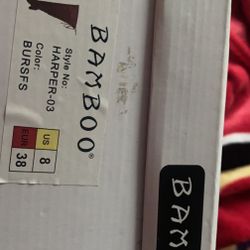 BAMBOO®
Style No:
HARPER-03
Color:
BURSFS
US 8
EUR 38
BAM